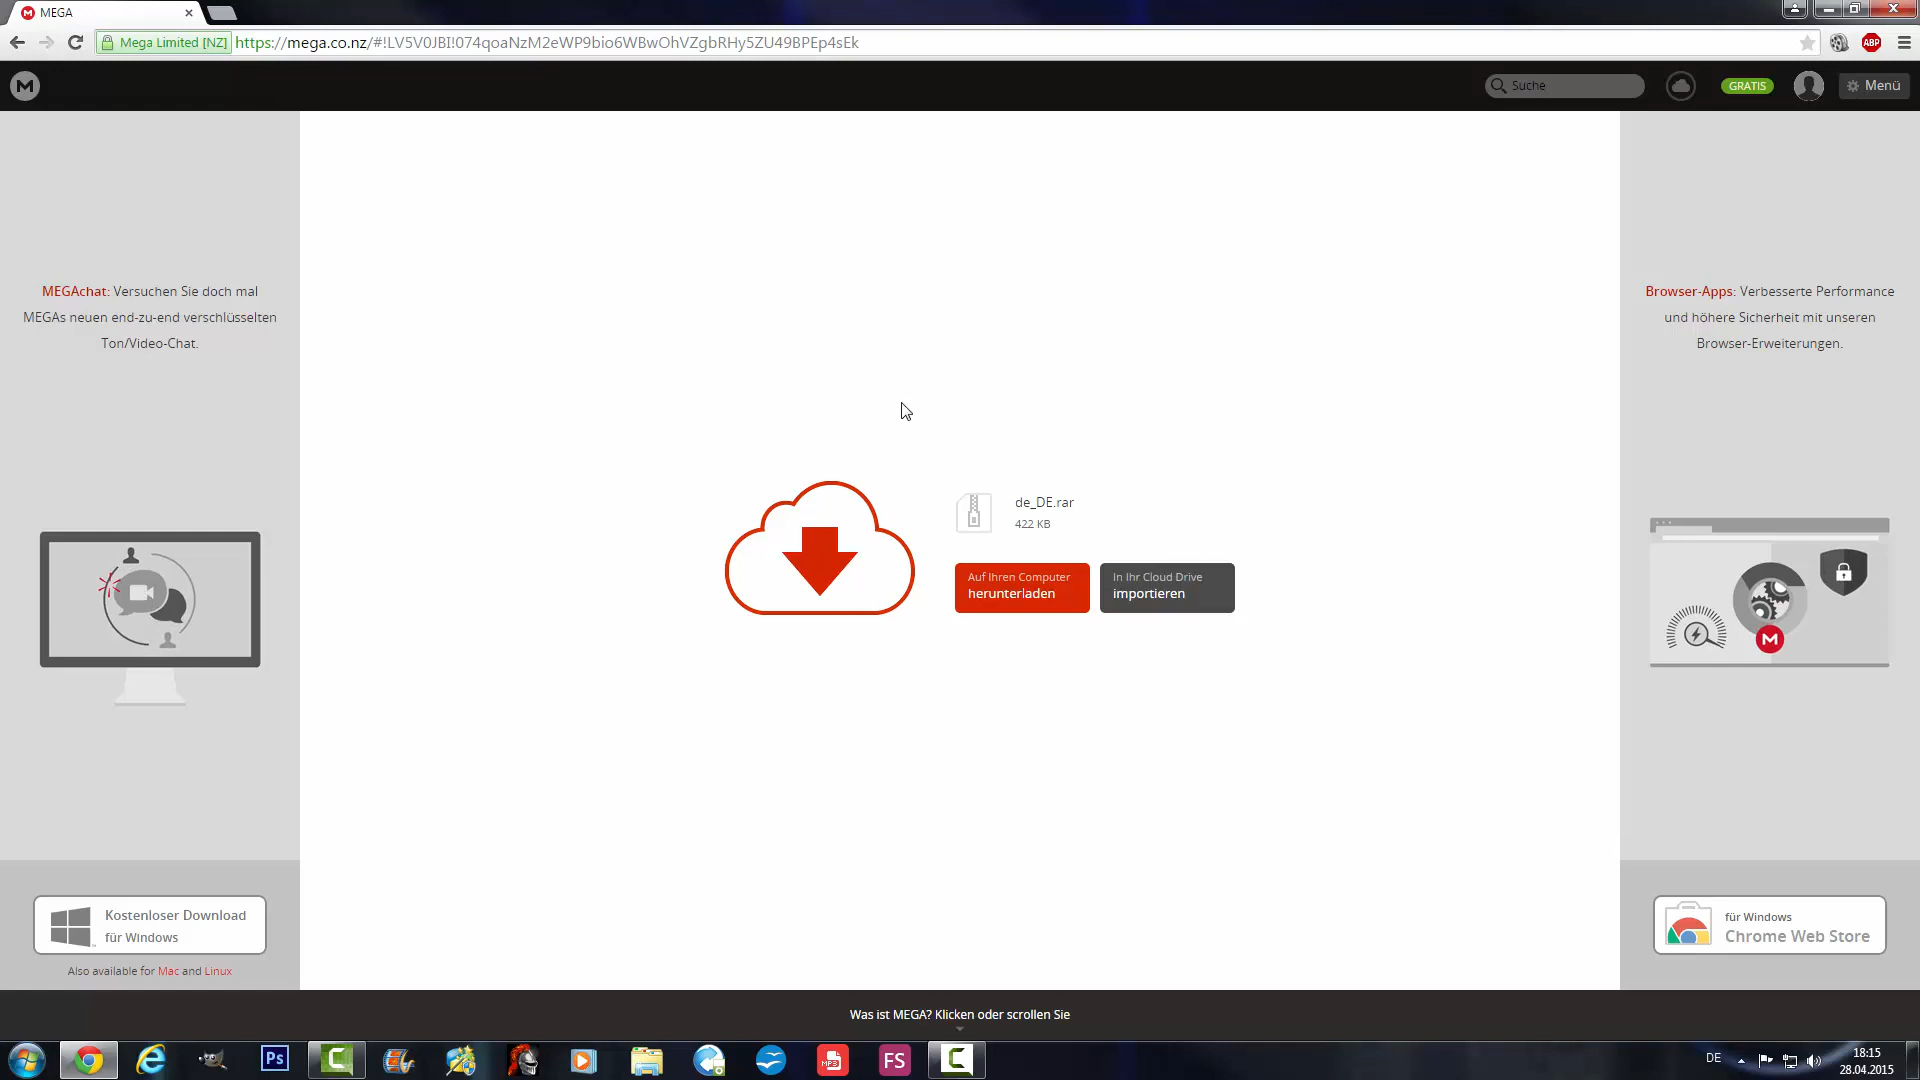 MEGA
Mega Limited [NZ]
https://mega.co.nz/#!LV5V0JBI!074qoaNzM2eWP9bio6WBwOhVZgbRHy5ZU49BPEp4sEk
ABP
M
Suche
GRATIS
Menü
MEGAchat: Versuchen Sie doch mal
MEGAs neuen end-zu-end verschlüsselten
Ton/Video-Chat.
Browser-Apps: Verbesserte Performance
und höhere Sicherheit mit unseren
Browser-Erweiterungen.
de_DE.rar
422 KB
Auf Ihren Computer
herunterladen
In Ihr Cloud Drive
importieren
M
Kostenloser Download
für Windows
Also available for Mac and Linux
für Windows
Chrome Web Store
Was ist MEGA? Klicken oder scrollen Sie
Ps
MP3
FS
DE
18:15
28.04.2015